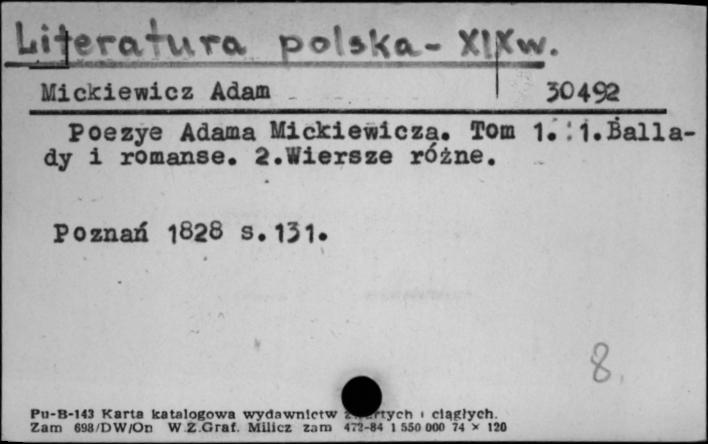 Literatura polska - XIXw.
Mickiewicz Adam 30492
Poezye Adama Mickiewicza. Tom 1. : 1.Balla-
dy i romanse. 2.Wiersze różne.
Poznań 1828 s.131.
8.
Pu-B-143 Karta katalogowa wydawnictw zwartych i ciągłych.
Zam 698/DW/On W.Z.Graf. Milicz zam 472-84 1 550 000 74 × 120